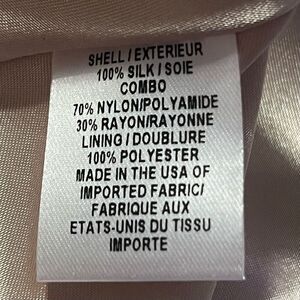 SHELL / EXTERIEUR
100% SILK / SOIE
COMBO
70% NYLON/POLYAMIDE
30% RAYON/RAYONNE
LINING / DOUBLURE
100% POLYESTER
MADE IN THE USA OF
IMPORTED FABRIC/
FABRIQUE AUX
ETATS-UNIS DU TISSU
IMPORTE